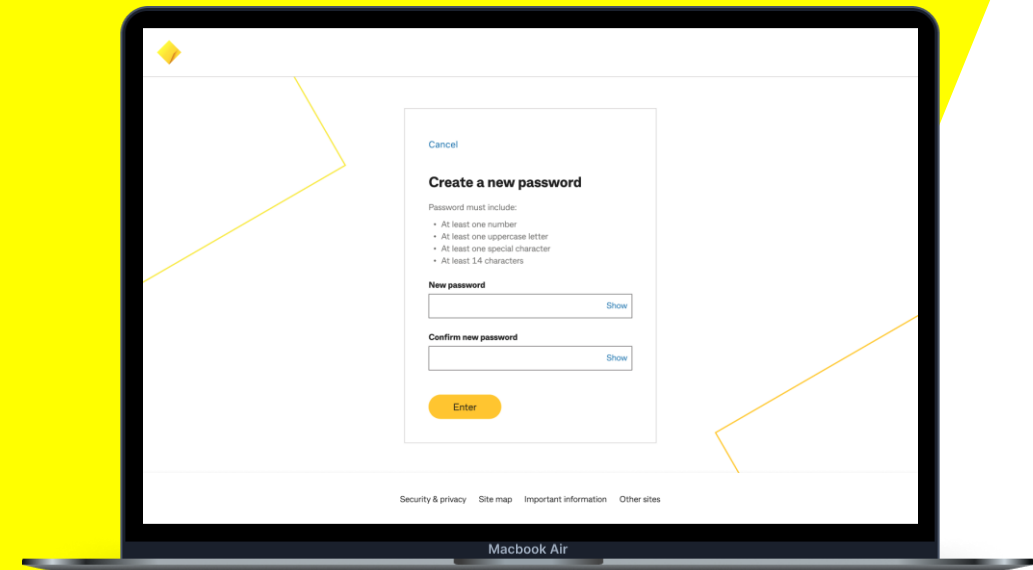 Cancel
Create a new password
Password must include:
• At least one number
• At least one uppercase letter
• At least one special character
• At least 14 characters
New password
Show
Confirm new password
Show
Enter
Security & privacy Site map Important information Other sites
Macbook Air